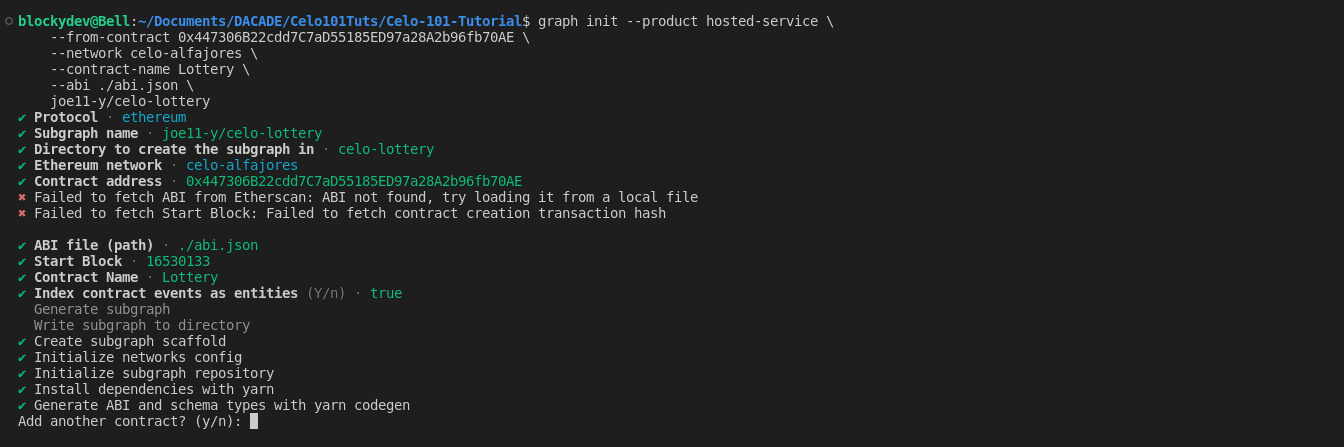 blockydev@Bell:~/Documents/DACADE/Celo101Tuts/Celo-101-Tutorial$ graph init --product hosted-service \
--from-contract 0x447306B22cdd7C7aD55185ED97a28A2b96fb70AE \
--network celo-alfajores \
--contract-name Lottery \
--abi ./abi.json \
joe11-y/celo-lottery
✔ Protocol · ethereum
✔ Subgraph name · joe11-y/celo-lottery
✔ Directory to create the subgraph in · celo-lottery
✔ Ethereum network · celo-alfajores
✔ Contract address · 0x447306B22cdd7C7aD55185ED97a28A2b96fb70AE
✖ Failed to fetch ABI from Etherscan: ABI not found, try loading it from a local file
✖ Failed to fetch Start Block: Failed to fetch contract creation transaction hash
✔ ABI file (path) · ./abi.json
✔ Start Block · 16530133
✔ Contract Name · Lottery
✔ Index contract events as entities (Y/n) · true
Generate subgraph
Write subgraph to directory
✔ Create subgraph scaffold
✔ Initialize networks config
✔ Initialize subgraph repository
✔ Install dependencies with yarn
✔ Generate ABI and schema types with yarn codegen
Add another contract? (y/n):